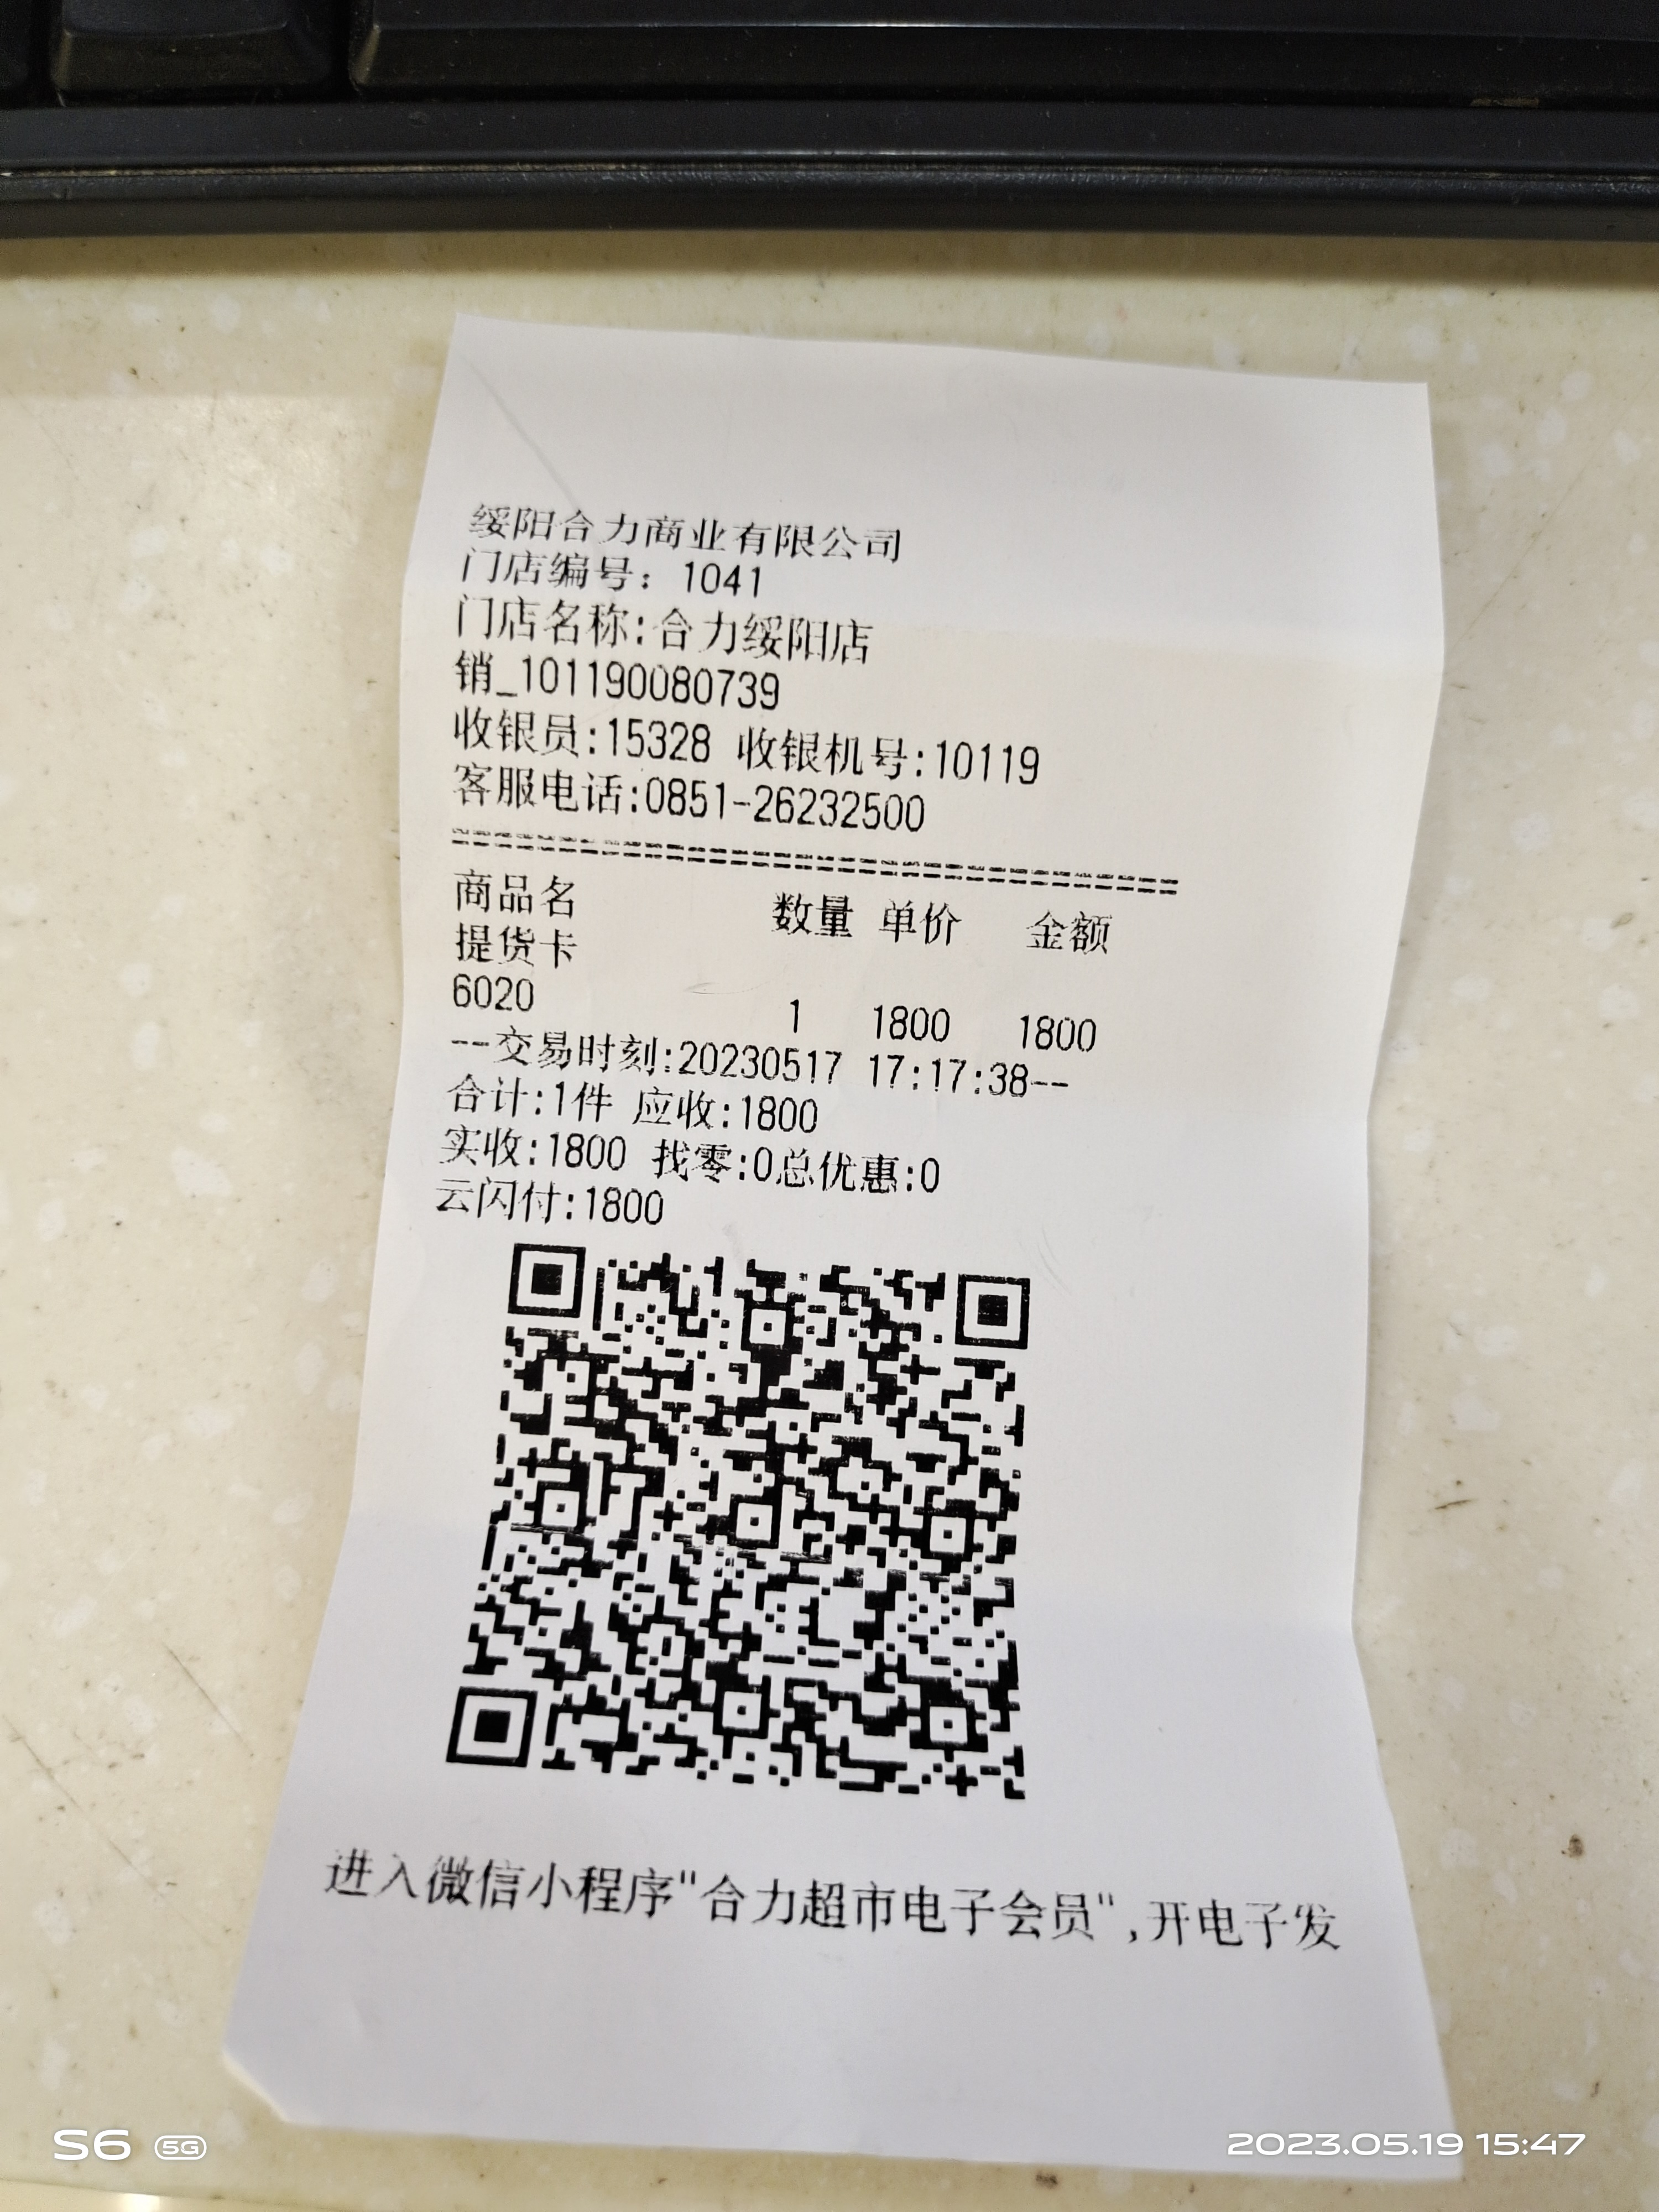 绥阳合力商业有限公司
门店编号：1041
门店名称:合力绥阳店
销_101190080739
收银员:15328 收银机号:10119
客服电话:0851-26232500
商品名 数量 单价 金额
提货卡
6020 1 1800 1800
--交易时刻:20230517 17:17:38--
合计:1件 应收:1800
实收:1800 找零:0总优惠:0
云闪付:1800
进入微信小程序"合力超市电子会员",开电子发
S6 5G 2023.05.19 15:47